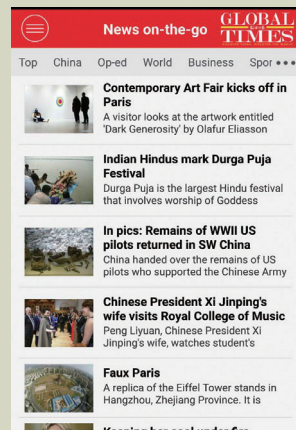 News on-the-go
GLOBAL
TIMES
Top China Op-ed World Business Spor
Contemporary Art Fair kicks off in
Paris
A visitor looks at the artwork entitled
'Dark Generosity' by Olafur Eliasson
Indian Hindus mark Durga Puja
Festival
Durga Puja is the largest Hindu festival
that involves worship of Goddess
In pics: Remains of WWII US
pilots returned in SW China
China handed over the remains of US
pilots who supported the Chinese Army
Chinese President Xi Jinping's
wife visits Royal College of Music
Peng Liyuan, Chinese President Xi
Jinping's wife, watches student's
Faux Paris
A replica of the Eiffel Tower stands in
Hangzhou, Zhejiang Province. It is